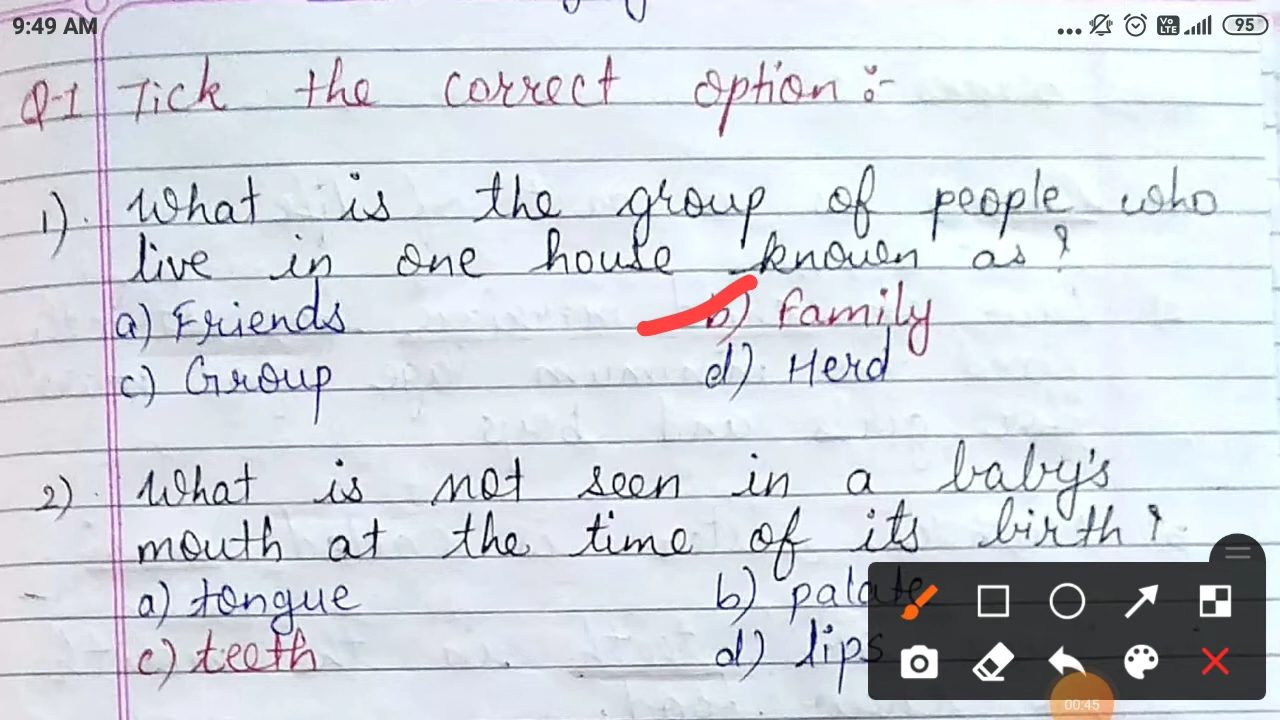 9:49 AM
... Vo LTE 95
Q-1 Tick the correct option :-
1). What is the group of people who
live in one house known as?
a) Friends b) family
c) Group d) Herd
2). What is not seen in a baby's
mouth at the time of its birth?
a) tongue b) palate
c) teeth d) lips
00:45